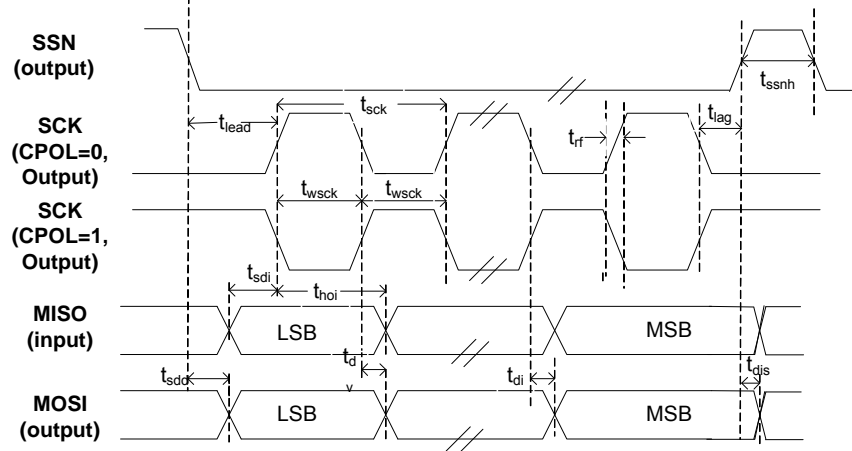 SSN
(output)
t_ssnh
t_sck
t_lead
t_rf
t_lag
SCK
(CPOL=0,
Output)
t_wsck t_wsck
SCK
(CPOL=1,
Output)
t_sdi
t_hoi
MISO
(input)
LSB
MSB
t_d
v
t_sdo
t_di
t_dis
MOSI
(output)
LSB
MSB